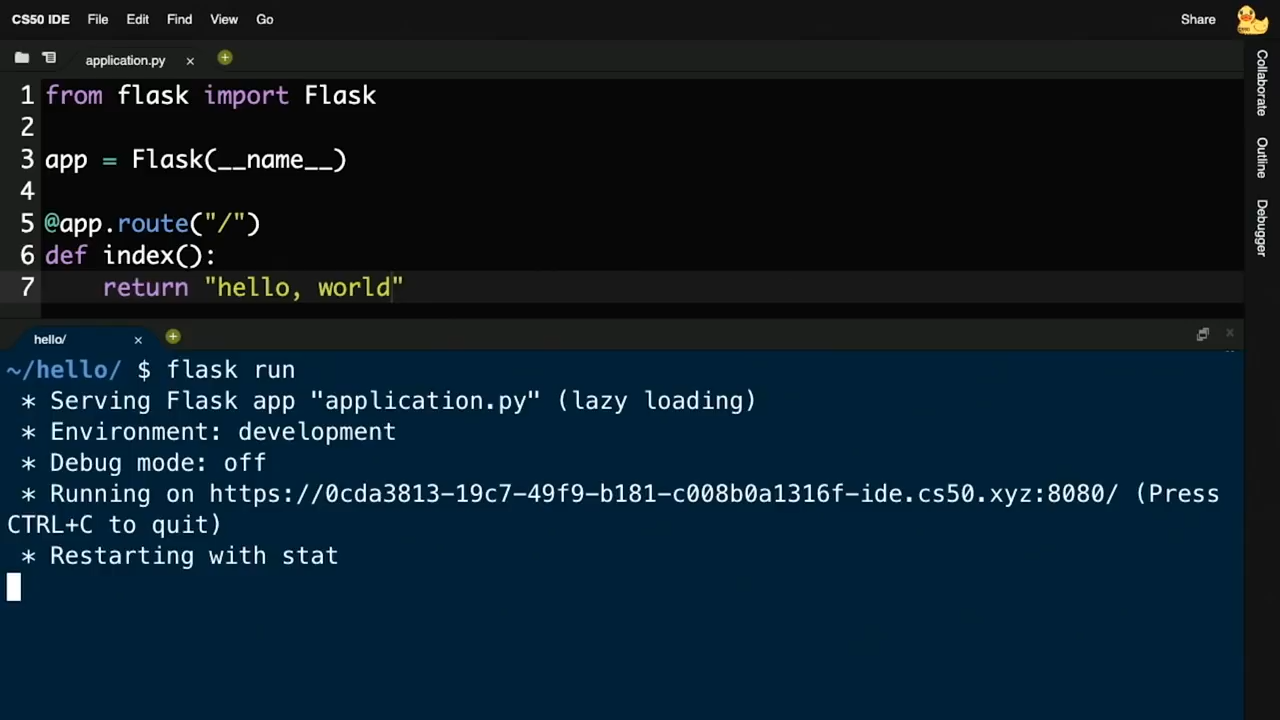 CS50 IDE File Edit Find View Go Share
application.py
1 from flask import Flask
2
3 app = Flask(__name__)
4
5 @app.route("/")
6 def index():
7     return "hello, world"
Collaborate
Outline
Debugger
hello/
~/hello/ $ flask run
 * Serving Flask app "application.py" (lazy loading)
 * Environment: development
 * Debug mode: off
 * Running on https://0cda3813-19c7-49f9-b181-c008b0a1316f-ide.cs50.xyz:8080/ (Press
CTRL+C to quit)
 * Restarting with stat